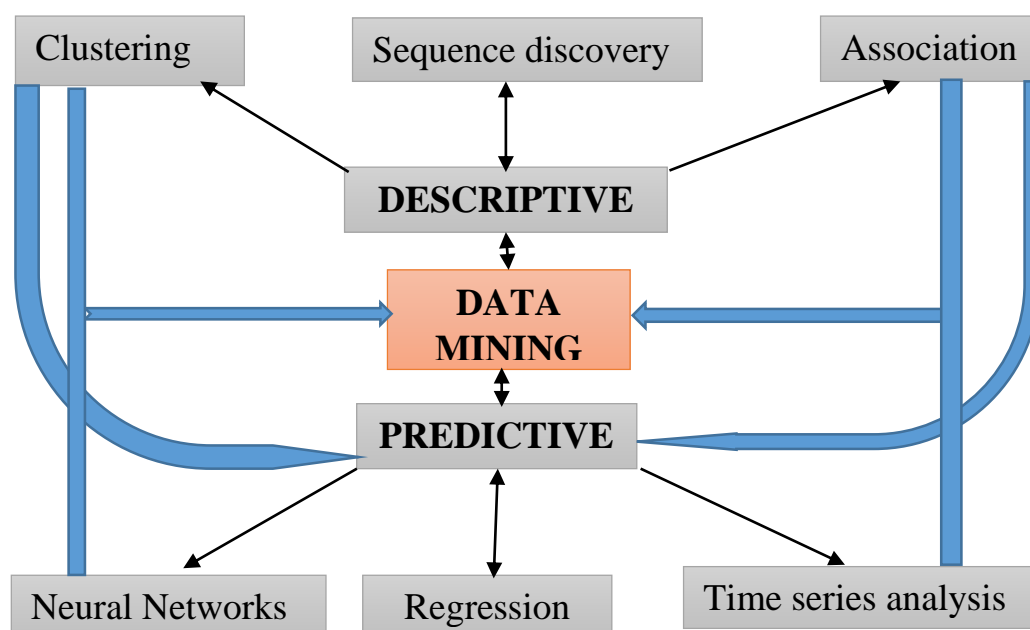 Clustering
Sequence discovery
Association
DESCRIPTIVE
DATA
MINING
PREDICTIVE
Neural Networks
Regression
Time series analysis